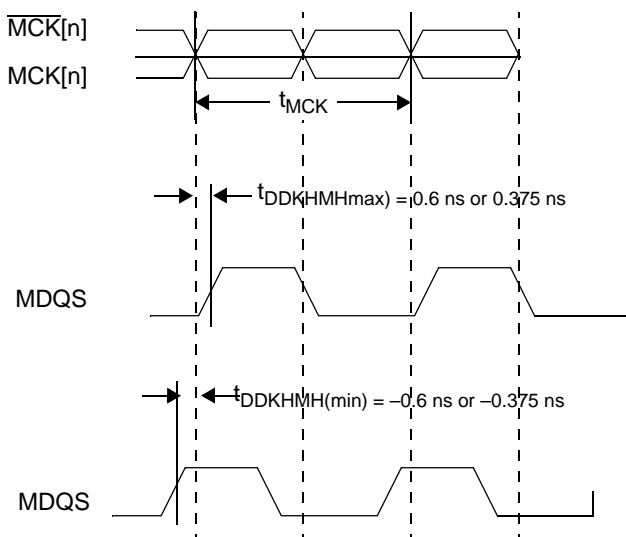 MCK[n]
MCK[n]
tMCK
tDDKHMHmax) = 0.6 ns or 0.375 ns
MDQS
tDDKHMH(min) = –0.6 ns or –0.375 ns
MDQS